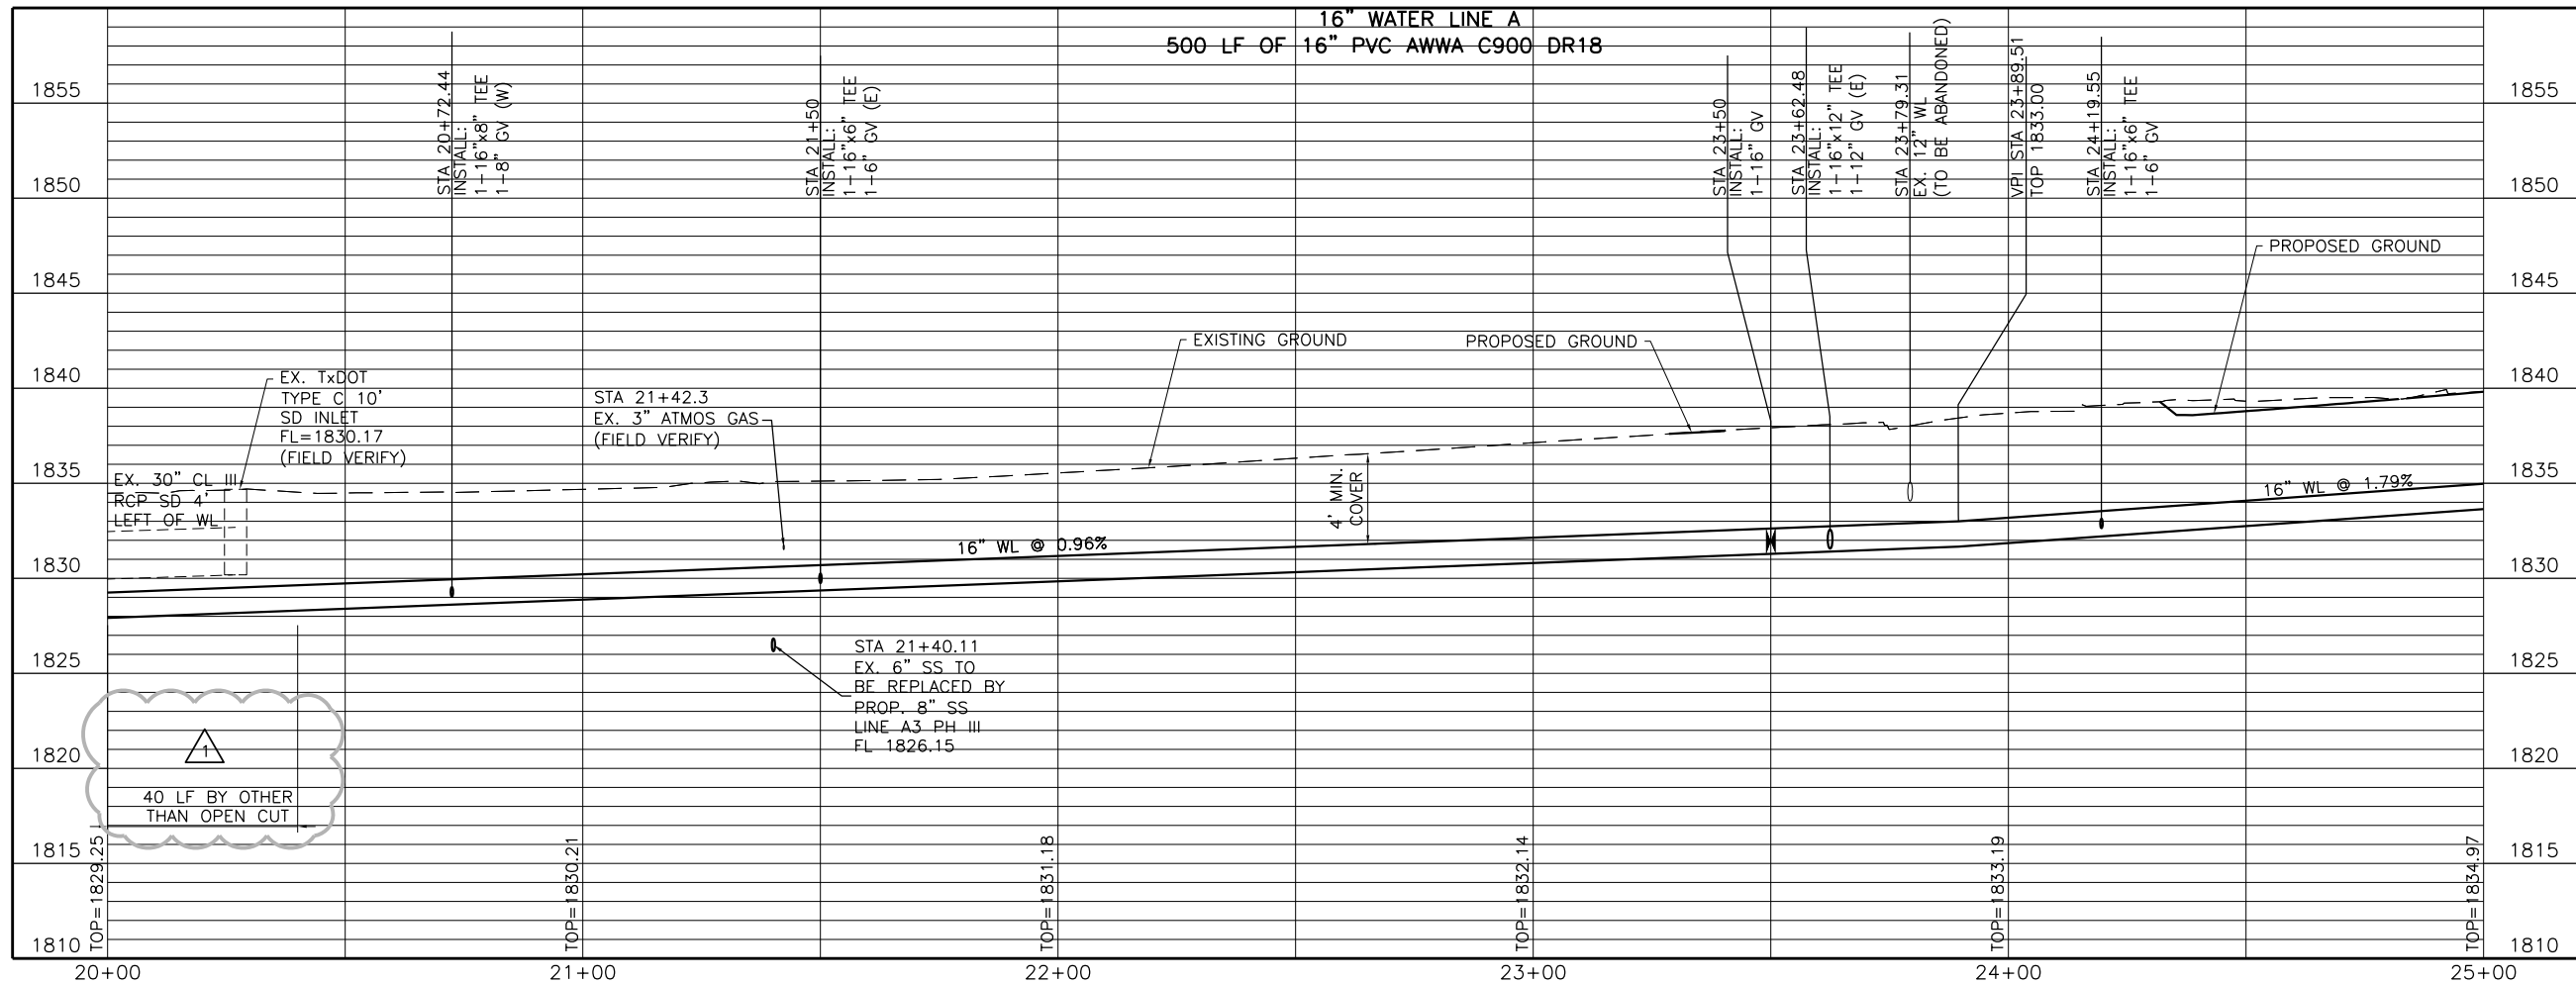 16" WATER LINE A
500 LF OF 16" PVC AWWA C900 DR18
1855
1850
1845
1840
1835
1830
1825
1820
1815
1810
STA 20+72.44
INSTALL:
1-16"x8" TEE
1-8" GV (W)
STA 21+50
INSTALL:
1-16"x6" TEE
1-6" GV (E)
STA 23+50
INSTALL:
1-16" GV
STA 23+62.48
INSTALL:
1-16"x12" TEE
1-12" GV (E)
STA 23+79.31
EX. 12" WL
(TO BE ABANDONED)
VPI STA 23+89.51
TOP 1833.00
STA 24+19.55
INSTALL:
1-16"x6" TEE
1-6" GV
1855
1850
1845
1840
1835
1830
1825
1820
1815
1810
PROPOSED GROUND
EXISTING GROUND
PROPOSED GROUND
EX. TxDOT
TYPE C 10'
SD INLET
FL=1830.17
(FIELD VERIFY)
STA 21+42.3
EX. 3" ATMOS GAS
(FIELD VERIFY)
EX. 30" CL III
RCP SD 4'
LEFT OF WL
4' MIN.
COVER
16" WL @ 0.96%
16" WL @ 1.79%
STA 21+40.11
EX. 6" SS TO
BE REPLACED BY
PROP. 8" SS
LINE A3 PH III
FL 1826.15
1
40 LF BY OTHER
THAN OPEN CUT
TOP=1829.25
TOP=1830.21
TOP=1831.18
TOP=1832.14
TOP=1833.19
TOP=1834.97
20+00
21+00
22+00
23+00
24+00
25+00